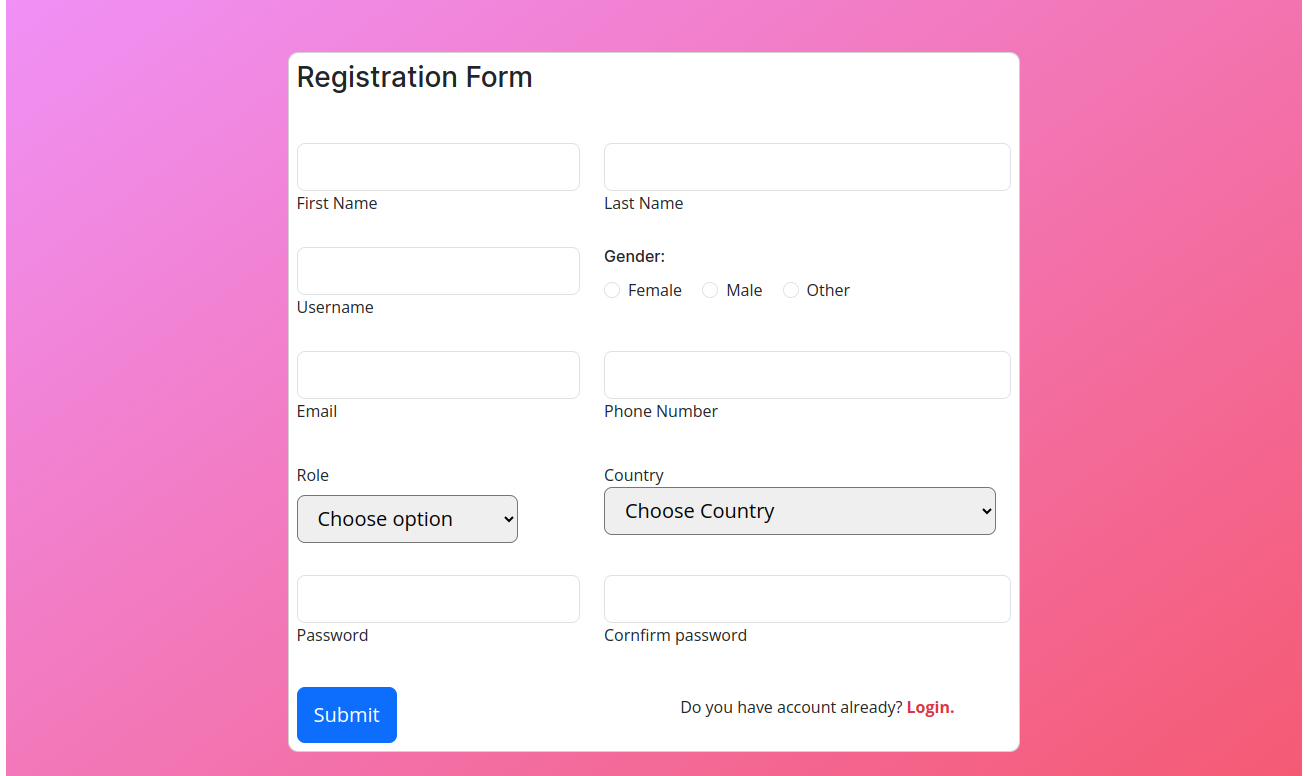 Registration Form
First Name
Last Name
Username
Gender:
Female Male Other
Email
Phone Number
Role
Country
Choose option
Choose Country
Password
Cornfirm password
Submit
Do you have account already? Login.